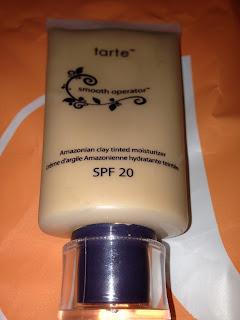 tarte™
smooth operator™
Amazonian clay tinted moisturizer
crème d'argile Amazonienne hydratante teintée
SPF 20